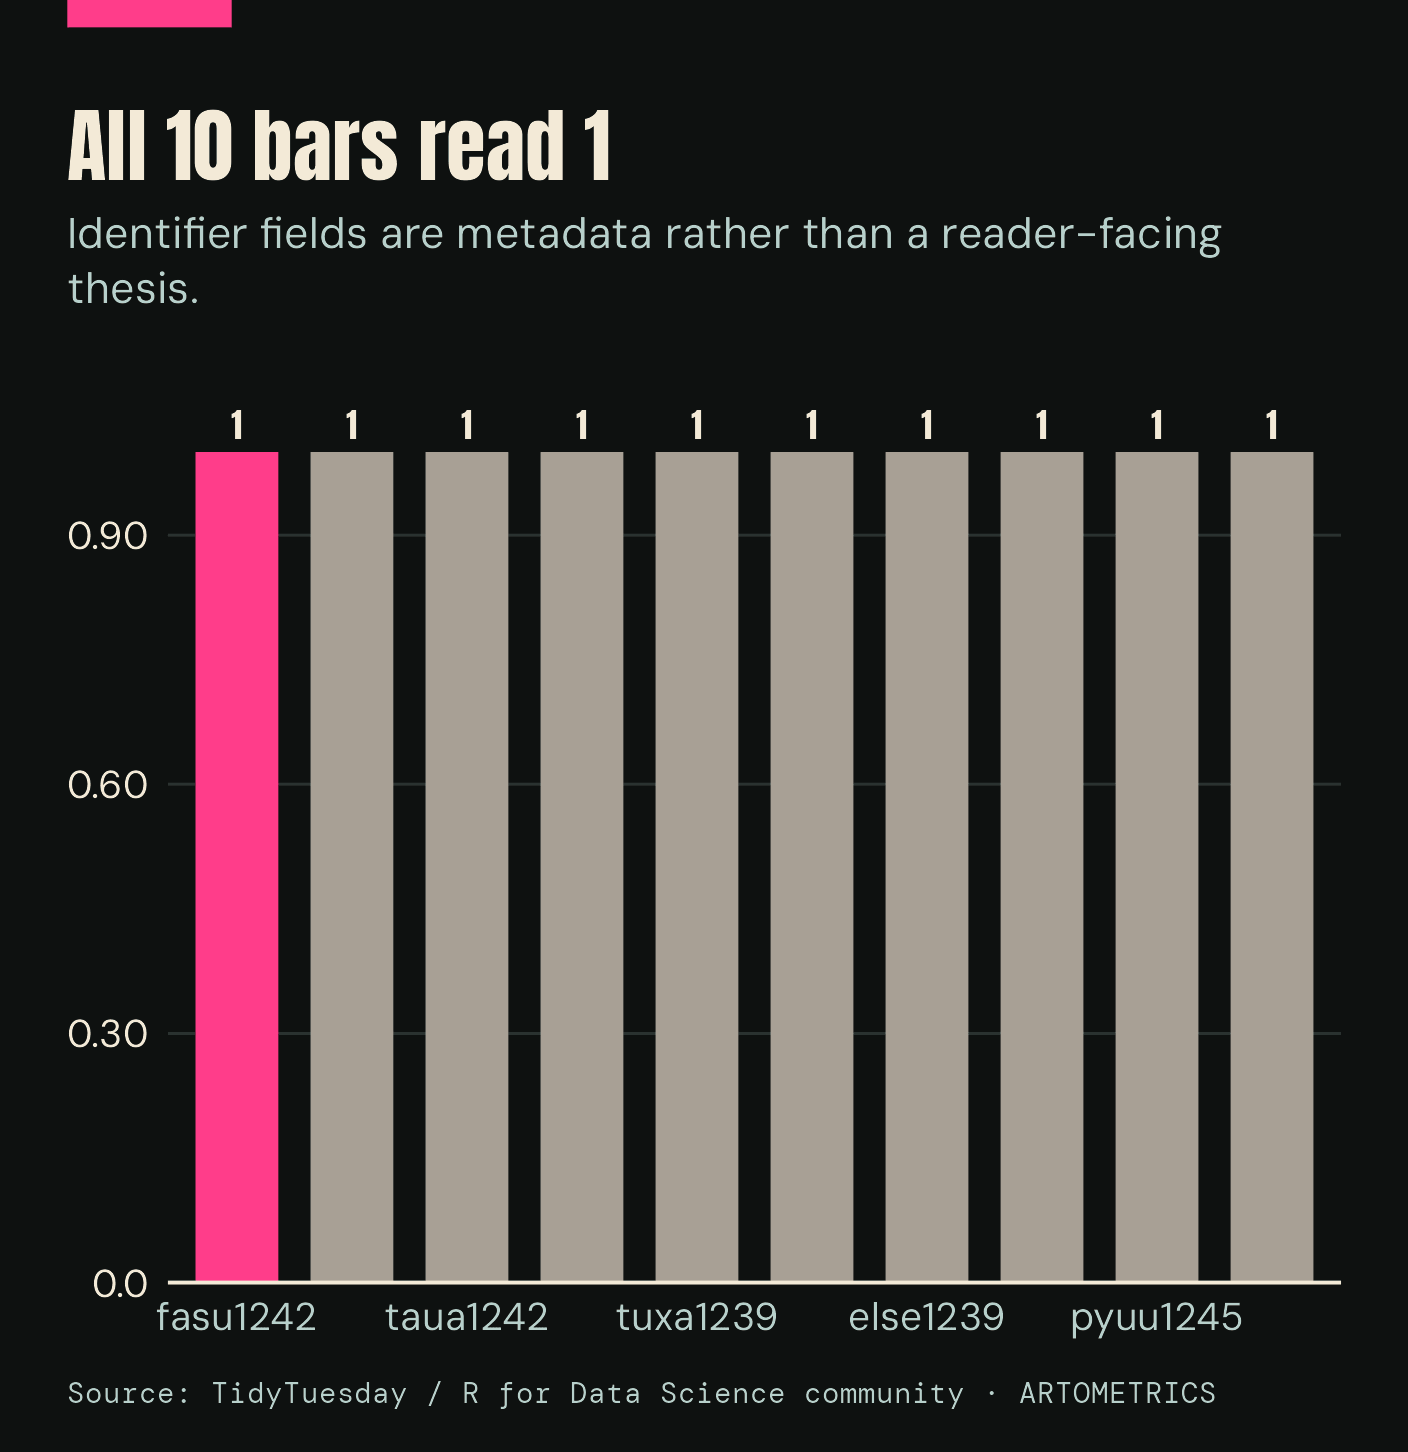 All 10 bars read 1
Identifier fields are metadata rather than a reader-facing
thesis.
1 1 1 1 1 1 1 1 1 1
0.90
0.60
0.30
0.0
fasu1242 taua1242 tuxa1239 else1239 pyuu1245
Source: TidyTuesday / R for Data Science community · ARTOMETRICS